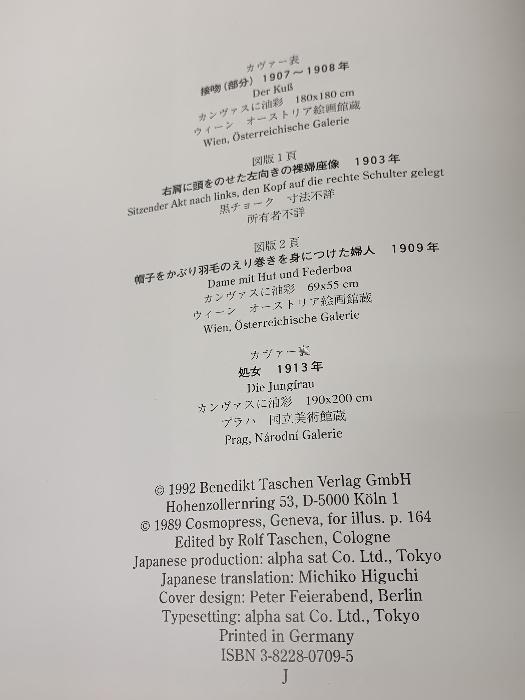 カヴァー表
接吻(部分) 1907〜1908年
Der Kuß
カンヴァスに油彩 180x180 cm
ウィーン オーストリア絵画館蔵
Wien, Österreichische Galerie
図版1頁
右肩に頭をのせた左向きの裸婦座像 1903年
Sitzender Akt nach links, den Kopf auf die rechte Schulter gelegt
黒チョーク 寸法不詳
所有者不詳
図版2頁
帽子をかぶり羽毛のえり巻きを身につけた婦人 1909年
Dame mit Hut und Federboa
カンヴァスに油彩 69x55 cm
ウィーン オーストリア絵画館蔵
Wien, Österreichische Galerie
カヴァー裏
処女 1913年
Die Jungfrau
カンヴァスに油彩 190x200 cm
プラハ 国立美術館蔵
Prag, Národní Galerie
© 1992 Benedikt Taschen Verlag GmbH
Hohenzollernring 53, D-5000 Köln 1
© 1989 Cosmopress, Geneva, for illus. p. 164
Edited by Rolf Taschen, Cologne
Japanese production: alpha sat Co. Ltd., Tokyo
Japanese translation: Michiko Higuchi
Cover design: Peter Feierabend, Berlin
Typesetting: alpha sat Co. Ltd., Tokyo
Printed in Germany
ISBN 3-8228-0709-5
J